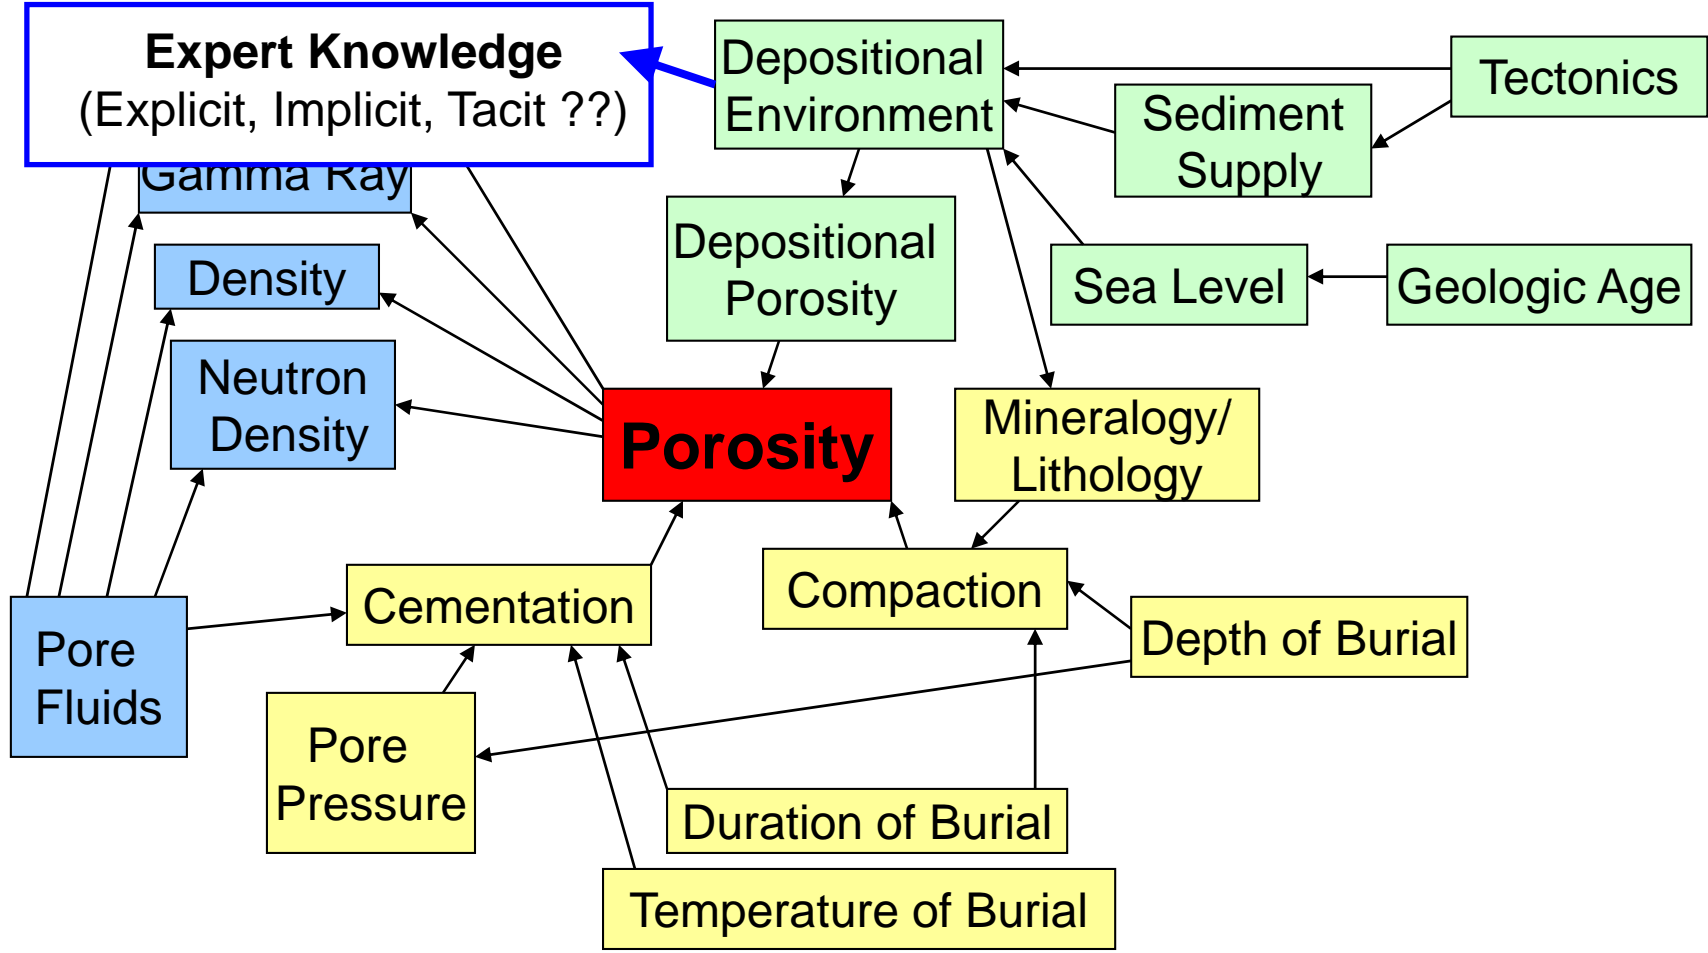 Expert Knowledge
(Explicit, Implicit, Tacit ??)
Depositional
Environment
Tectonics
Sediment
Supply
Gamma Ray
Density
Depositional
Porosity
Sea Level
Geologic Age
Neutron
Density
Porosity
Mineralogy/
Lithology
Cementation
Compaction
Depth of Burial
Pore
Fluids
Pore
Pressure
Duration of Burial
Temperature of Burial